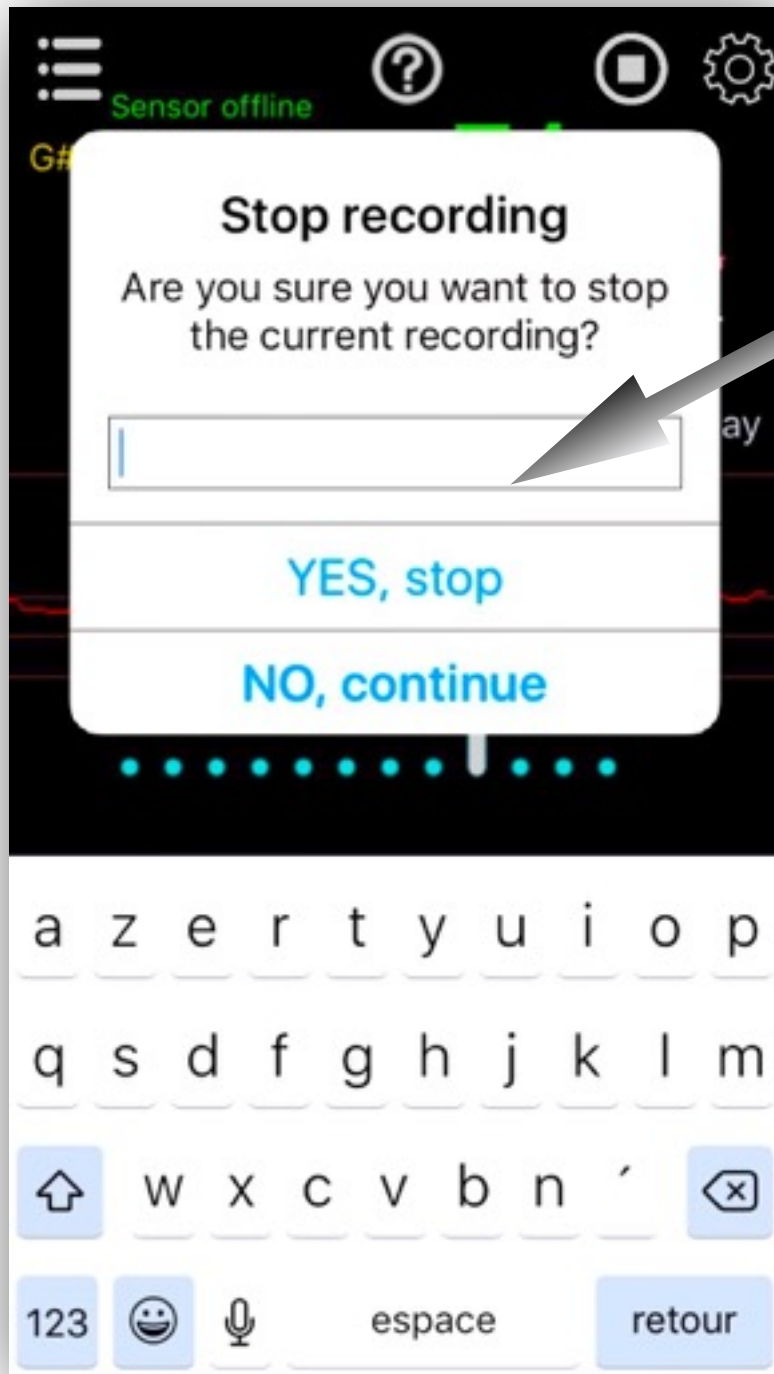 Sensor offline
G#
Stop recording
Are you sure you want to stop
the current recording?
ay
YES, stop
NO, continue
a z e r t y u i o p
q s d f g h j k l m
w x c v b n ´
123 espace retour